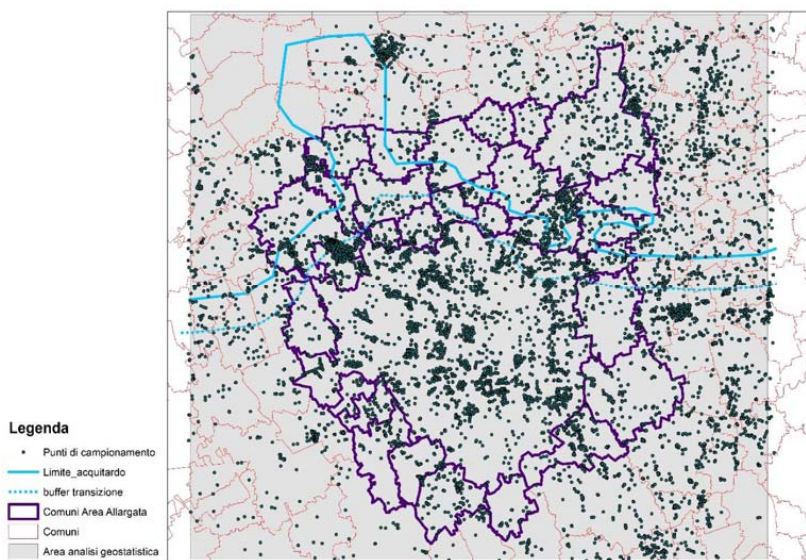 Legenda
Punti di campionamento
Limite_acquitardo
buffer transizione
Comuni Area Allargata
Comuni
Area analisi geostatistica